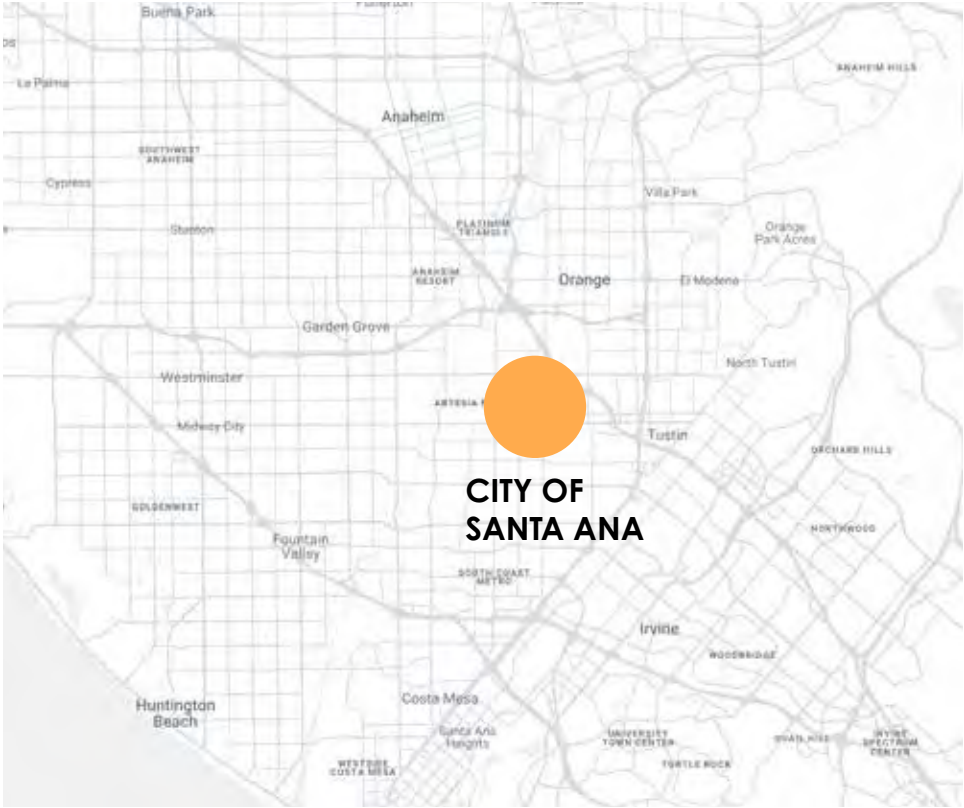 Buena Park
La Palma
ANAHEIM HILLS
Anaheim
SOUTHWEST
ANAHEIM
Cypress
Villa Park
Stanton
PLATINUM
TRIANGLE
Orange
Park Acres
ANAHEIM
RESORT
Orange
El Modena
Garden Grove
North Tustin
Westminster
ARTESIA
Midway City
Tustin
ORCHARD HILLS
CITY OF
SANTA ANA
GOLDENWEST
NORTHWOOD
Fountain
Valley
SOUTH COAST
METRO
Irvine
WOODBRIDGE
Costa Mesa
Huntington
Beach
Santa Ana
Heights
UNIVERSITY
TOWN CENTER
QUAIL HILL
IRVINE
SPECTRUM
CENTER
WESTSIDE
COSTA MESA
TURTLE ROCK